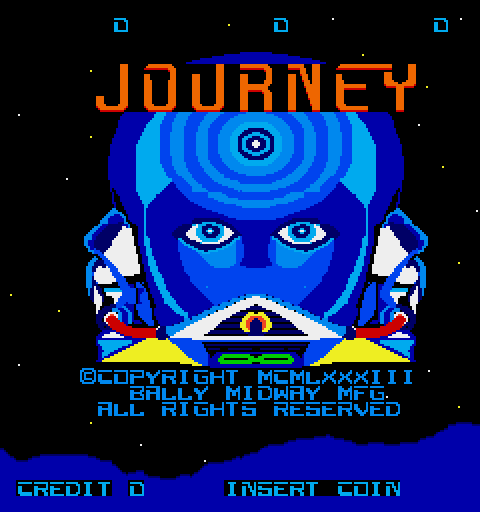 0 0 0
JOURNEY
©COPYRIGHT MCMLXXXIII
BALLY MIDWAY MFG.
ALL RIGHTS RESERVED
CREDIT 0 INSERT COIN